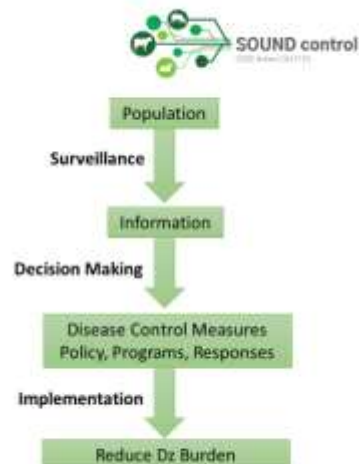 SOUND control
Population
Surveillance
Information
Decision Making
Disease Control Measures
Policy, Programs, Responses
Implementation
Reduce Dz Burden